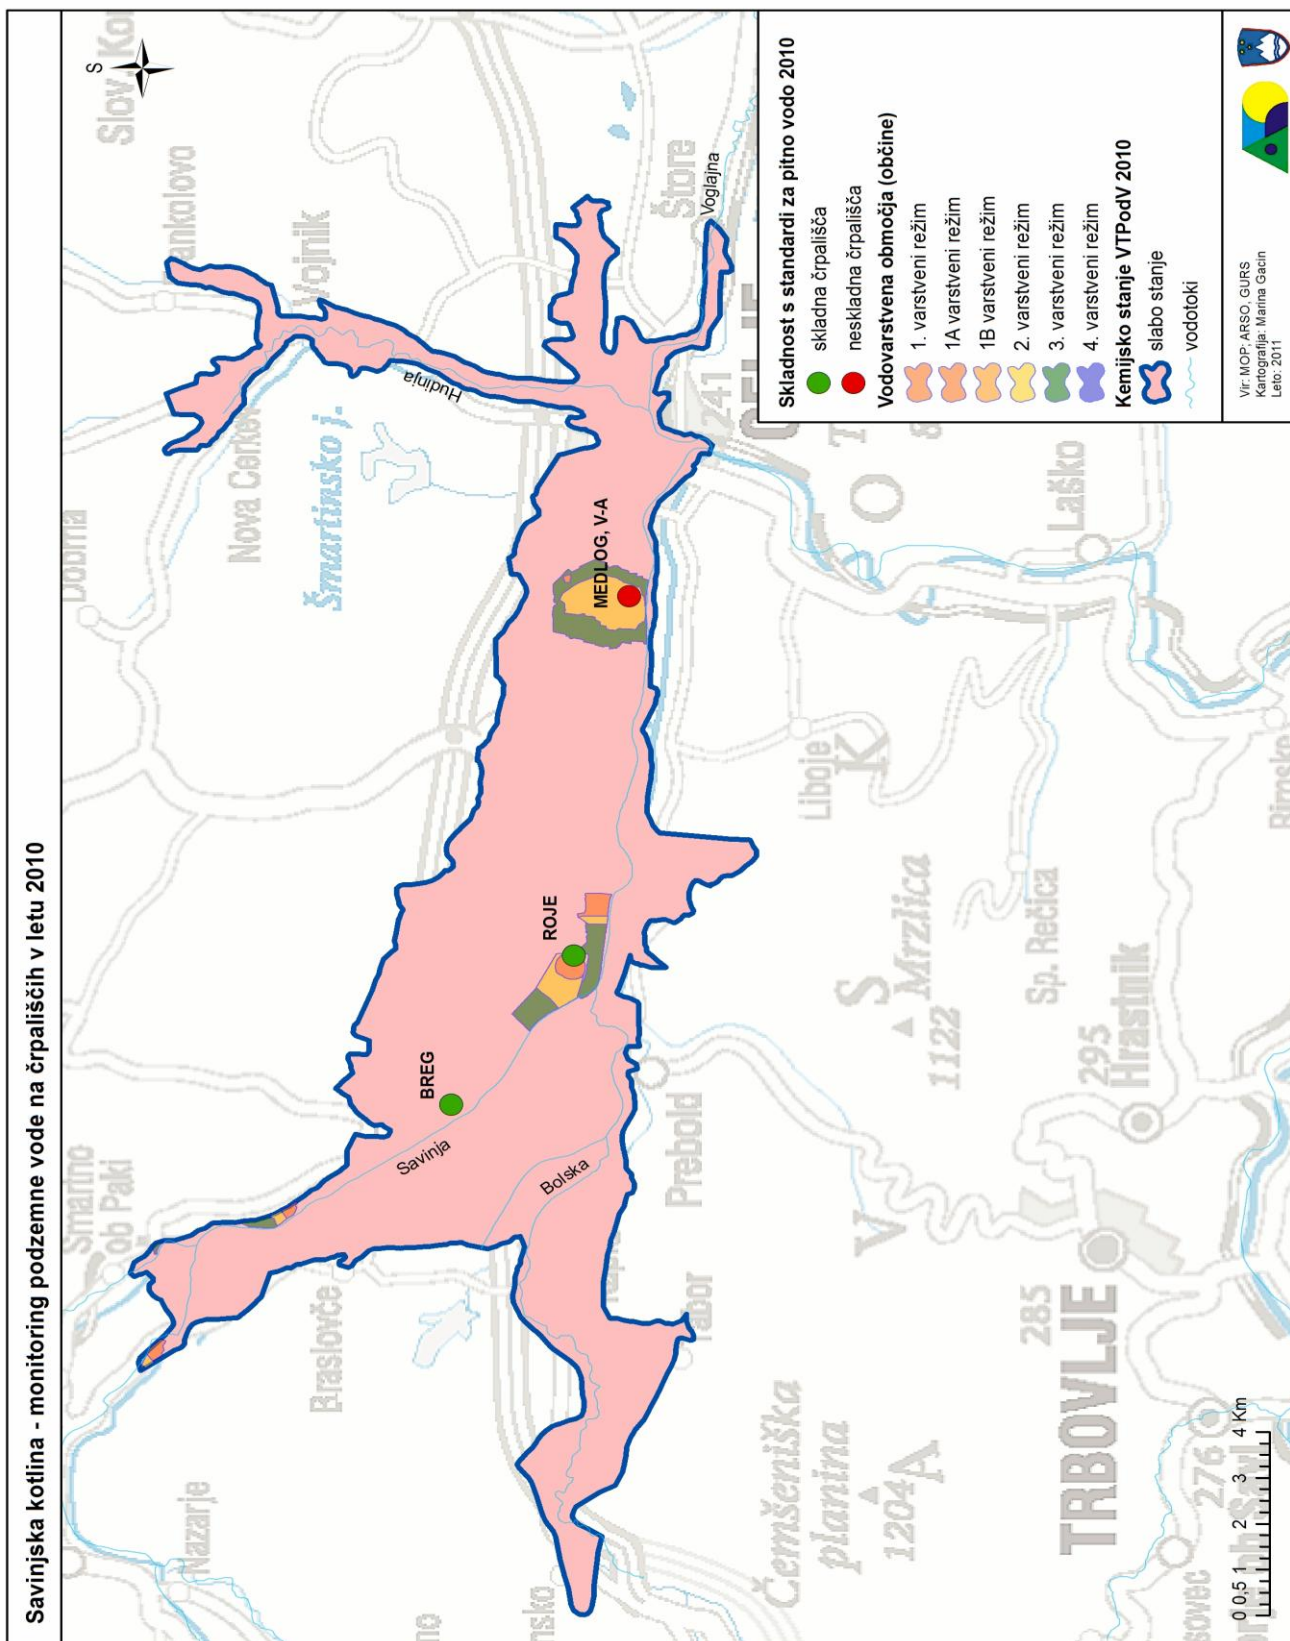 Savinjska kotlina - monitoring podzemne vode na črpališčih v letu 2010
S
Slov. Ko
Vojnik
Dobrna
Nova Cerkev
Šmartinsko j.
Hudinja
Štore
Voglajna
MEDLOG, V-A
241
Šmartno
ob Paki
Nazarje
Braslovče
BREG
Savinja
ROJE
Bolska
Prebold
Tabor
Liboje
Laško
Mrzlica
1122
Sp. Rečica
295
Hrastnik
Čemšeniška
planina
1204
285
TRBOVLJE
276
Rimske
K
S
V
A
O
T
Skladnost s standardi za pitno vodo 2010
skladna črpališča
neskladna črpališča
Vodovarstvena območja (občine)
1. varstveni režim
1A varstveni režim
1B varstveni režim
2. varstveni režim
3. varstveni režim
4. varstveni režim
Kemijsko stanje VTPodV 2010
slabo stanje
vodotoki
Vir: MOP; ARSO, GURS
Kartografija: Marina Gacin
Leto: 2011
0 0,5 1 2 3 4 Km